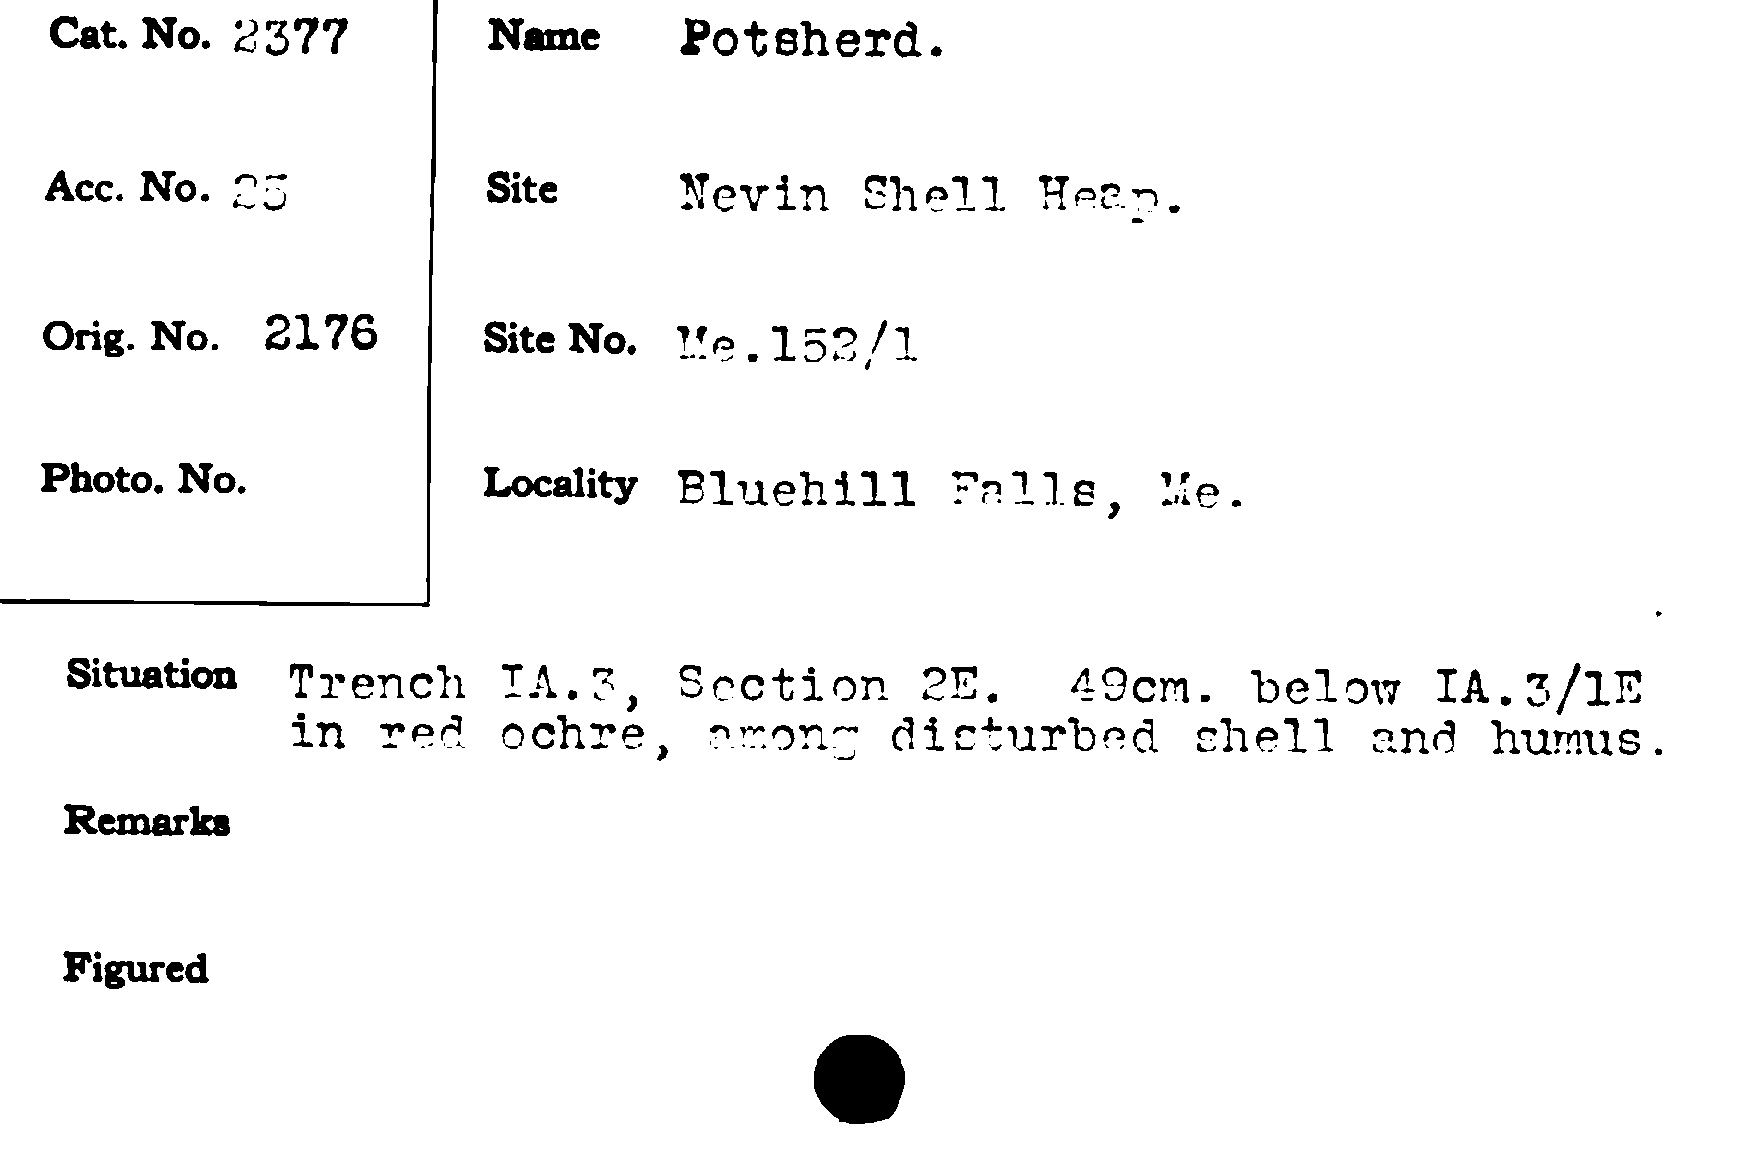 Cat. No. 2377
Name Potsherd.
Acc. No. 25
Site Nevin Shell Heap.
Orig. No. 2176
Site No. Me.152/1
Photo. No.
Locality Bluehill Falls, Me.
Situation Trench IA.3, Section 2E. 49cm. below IA.3/1E
in red ochre, among disturbed shell and humus.
Remarks
Figured